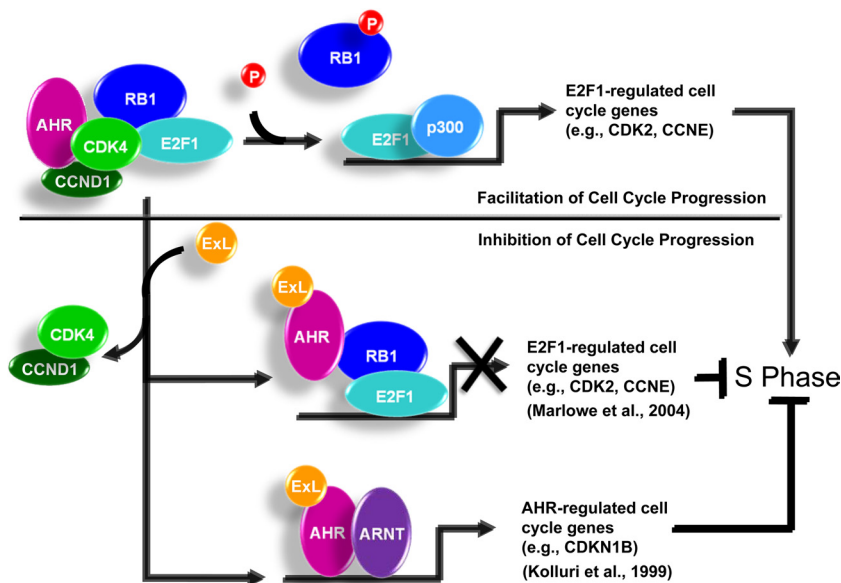 P
RB1
P
RB1
AHR
CDK4
E2F1
CCND1
E2F1
p300
E2F1-regulated cell
cycle genes
(e.g., CDK2, CCNE)
Facilitation of Cell Cycle Progression
Inhibition of Cell Cycle Progression
ExL
CDK4
CCND1
ExL
AHR
RB1
E2F1
E2F1-regulated cell
cycle genes
(e.g., CDK2, CCNE)
(Marlowe et al., 2004)
S Phase
ExL
AHR
ARNT
AHR-regulated cell
cycle genes
(e.g., CDKN1B)
(Kolluri et al., 1999)